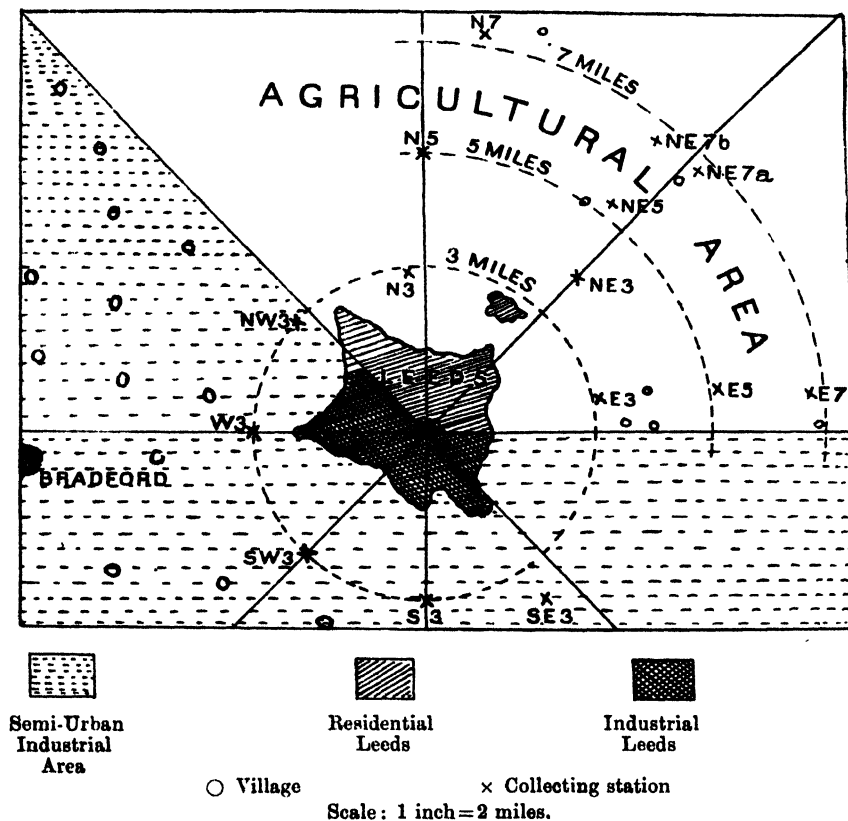 N7
7 MILES
AGRICULTURAL AREA
N5
5 MILES
NE7b
NE7a
NE5
3 MILES
N3
NE3
NW3
LEEDS
E3
E5
E7
W3
BRADFORD
SW3
S3
SE3
Semi-Urban
Industrial
Area
Residential
Leeds
Industrial
Leeds
Village
Collecting station
Scale: 1 inch=2 miles.